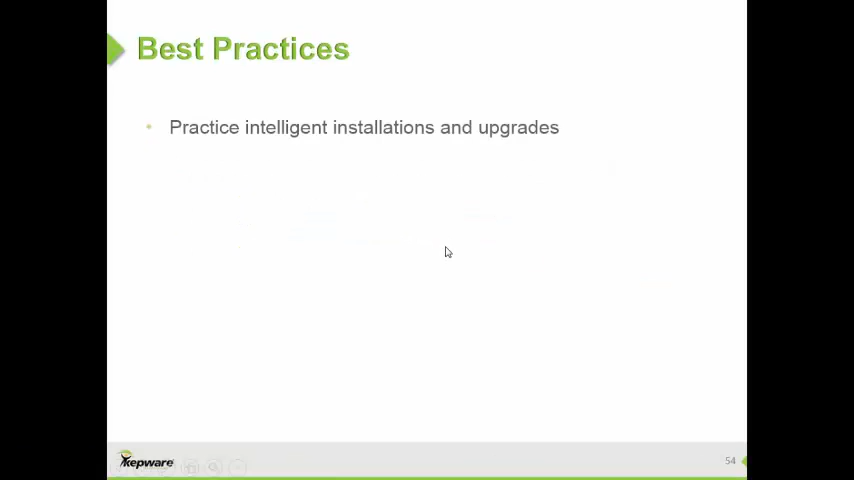 Best Practices
• Practice intelligent installations and upgrades
kepware
54